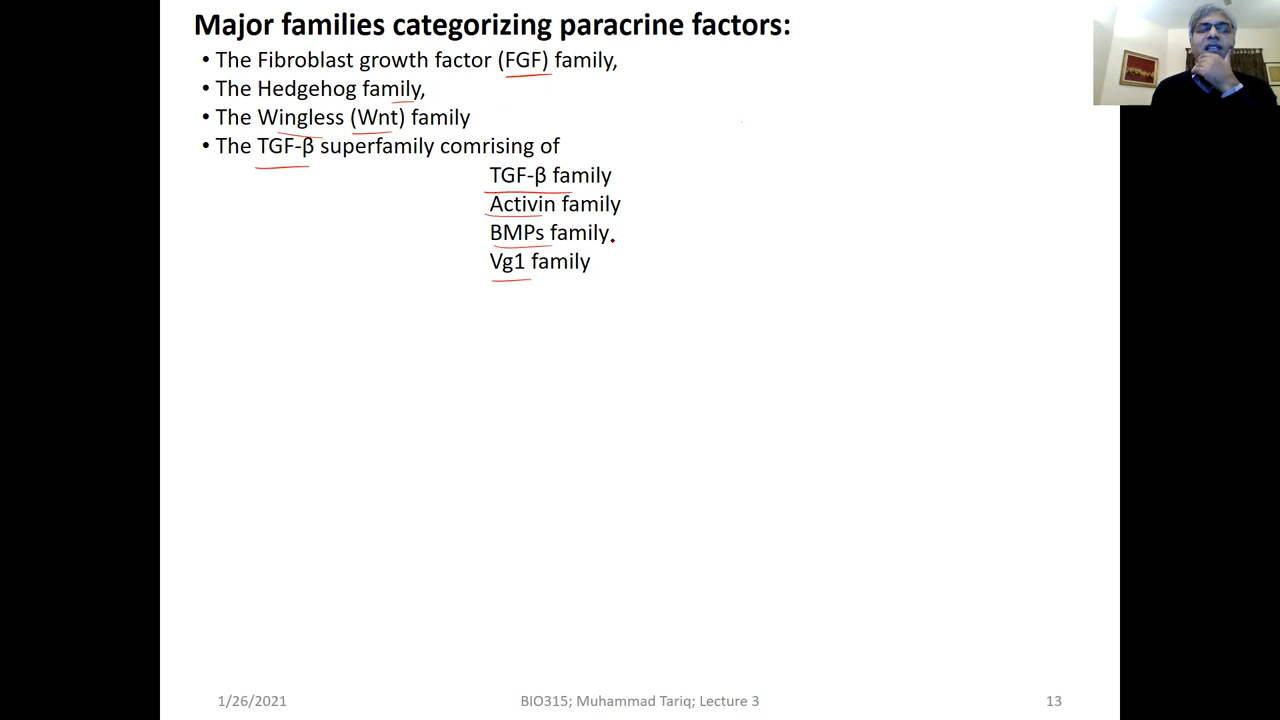 Major families categorizing paracrine factors:
• The Fibroblast growth factor (FGF) family,
• The Hedgehog family,
• The Wingless (Wnt) family
• The TGF-β superfamily comrising of
TGF-β family
Activin family
BMPs family
Vg1 family
1/26/2021
BIO315; Muhammad Tariq; Lecture 3
13